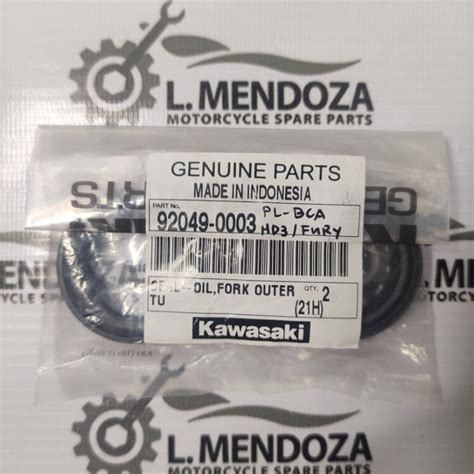 L. MENDOZA
MOTORCYCLE SPARE PARTS
GENUINE PARTS
MADE IN INDONESIA
PART No.
92049-0003
PL-BCA
HD3/FURY
SEAL-OIL,FORK OUTER
TU
QTY. 2
(21H)
Kawasaki
L. MENDOZA
MOTORCYCLE SPARE PARTS